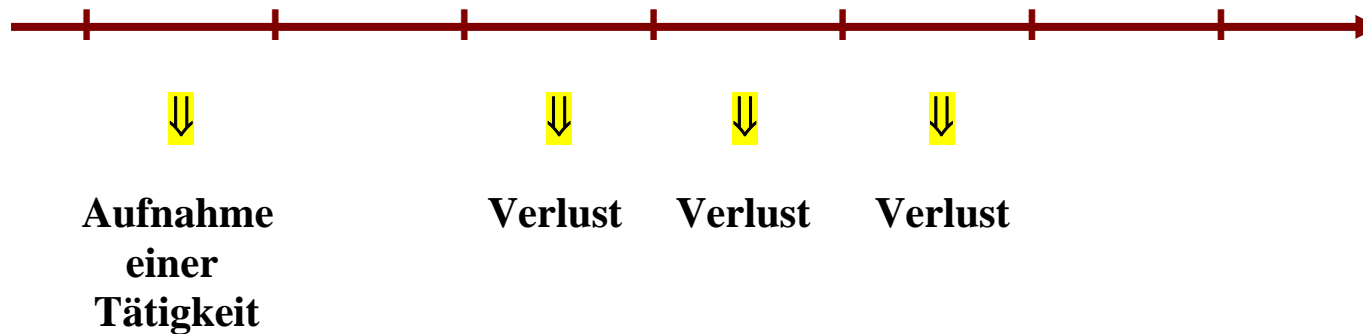 ⇓ ⇓ ⇓ ⇓
Aufnahme Verlust Verlust Verlust
einer
Tätigkeit